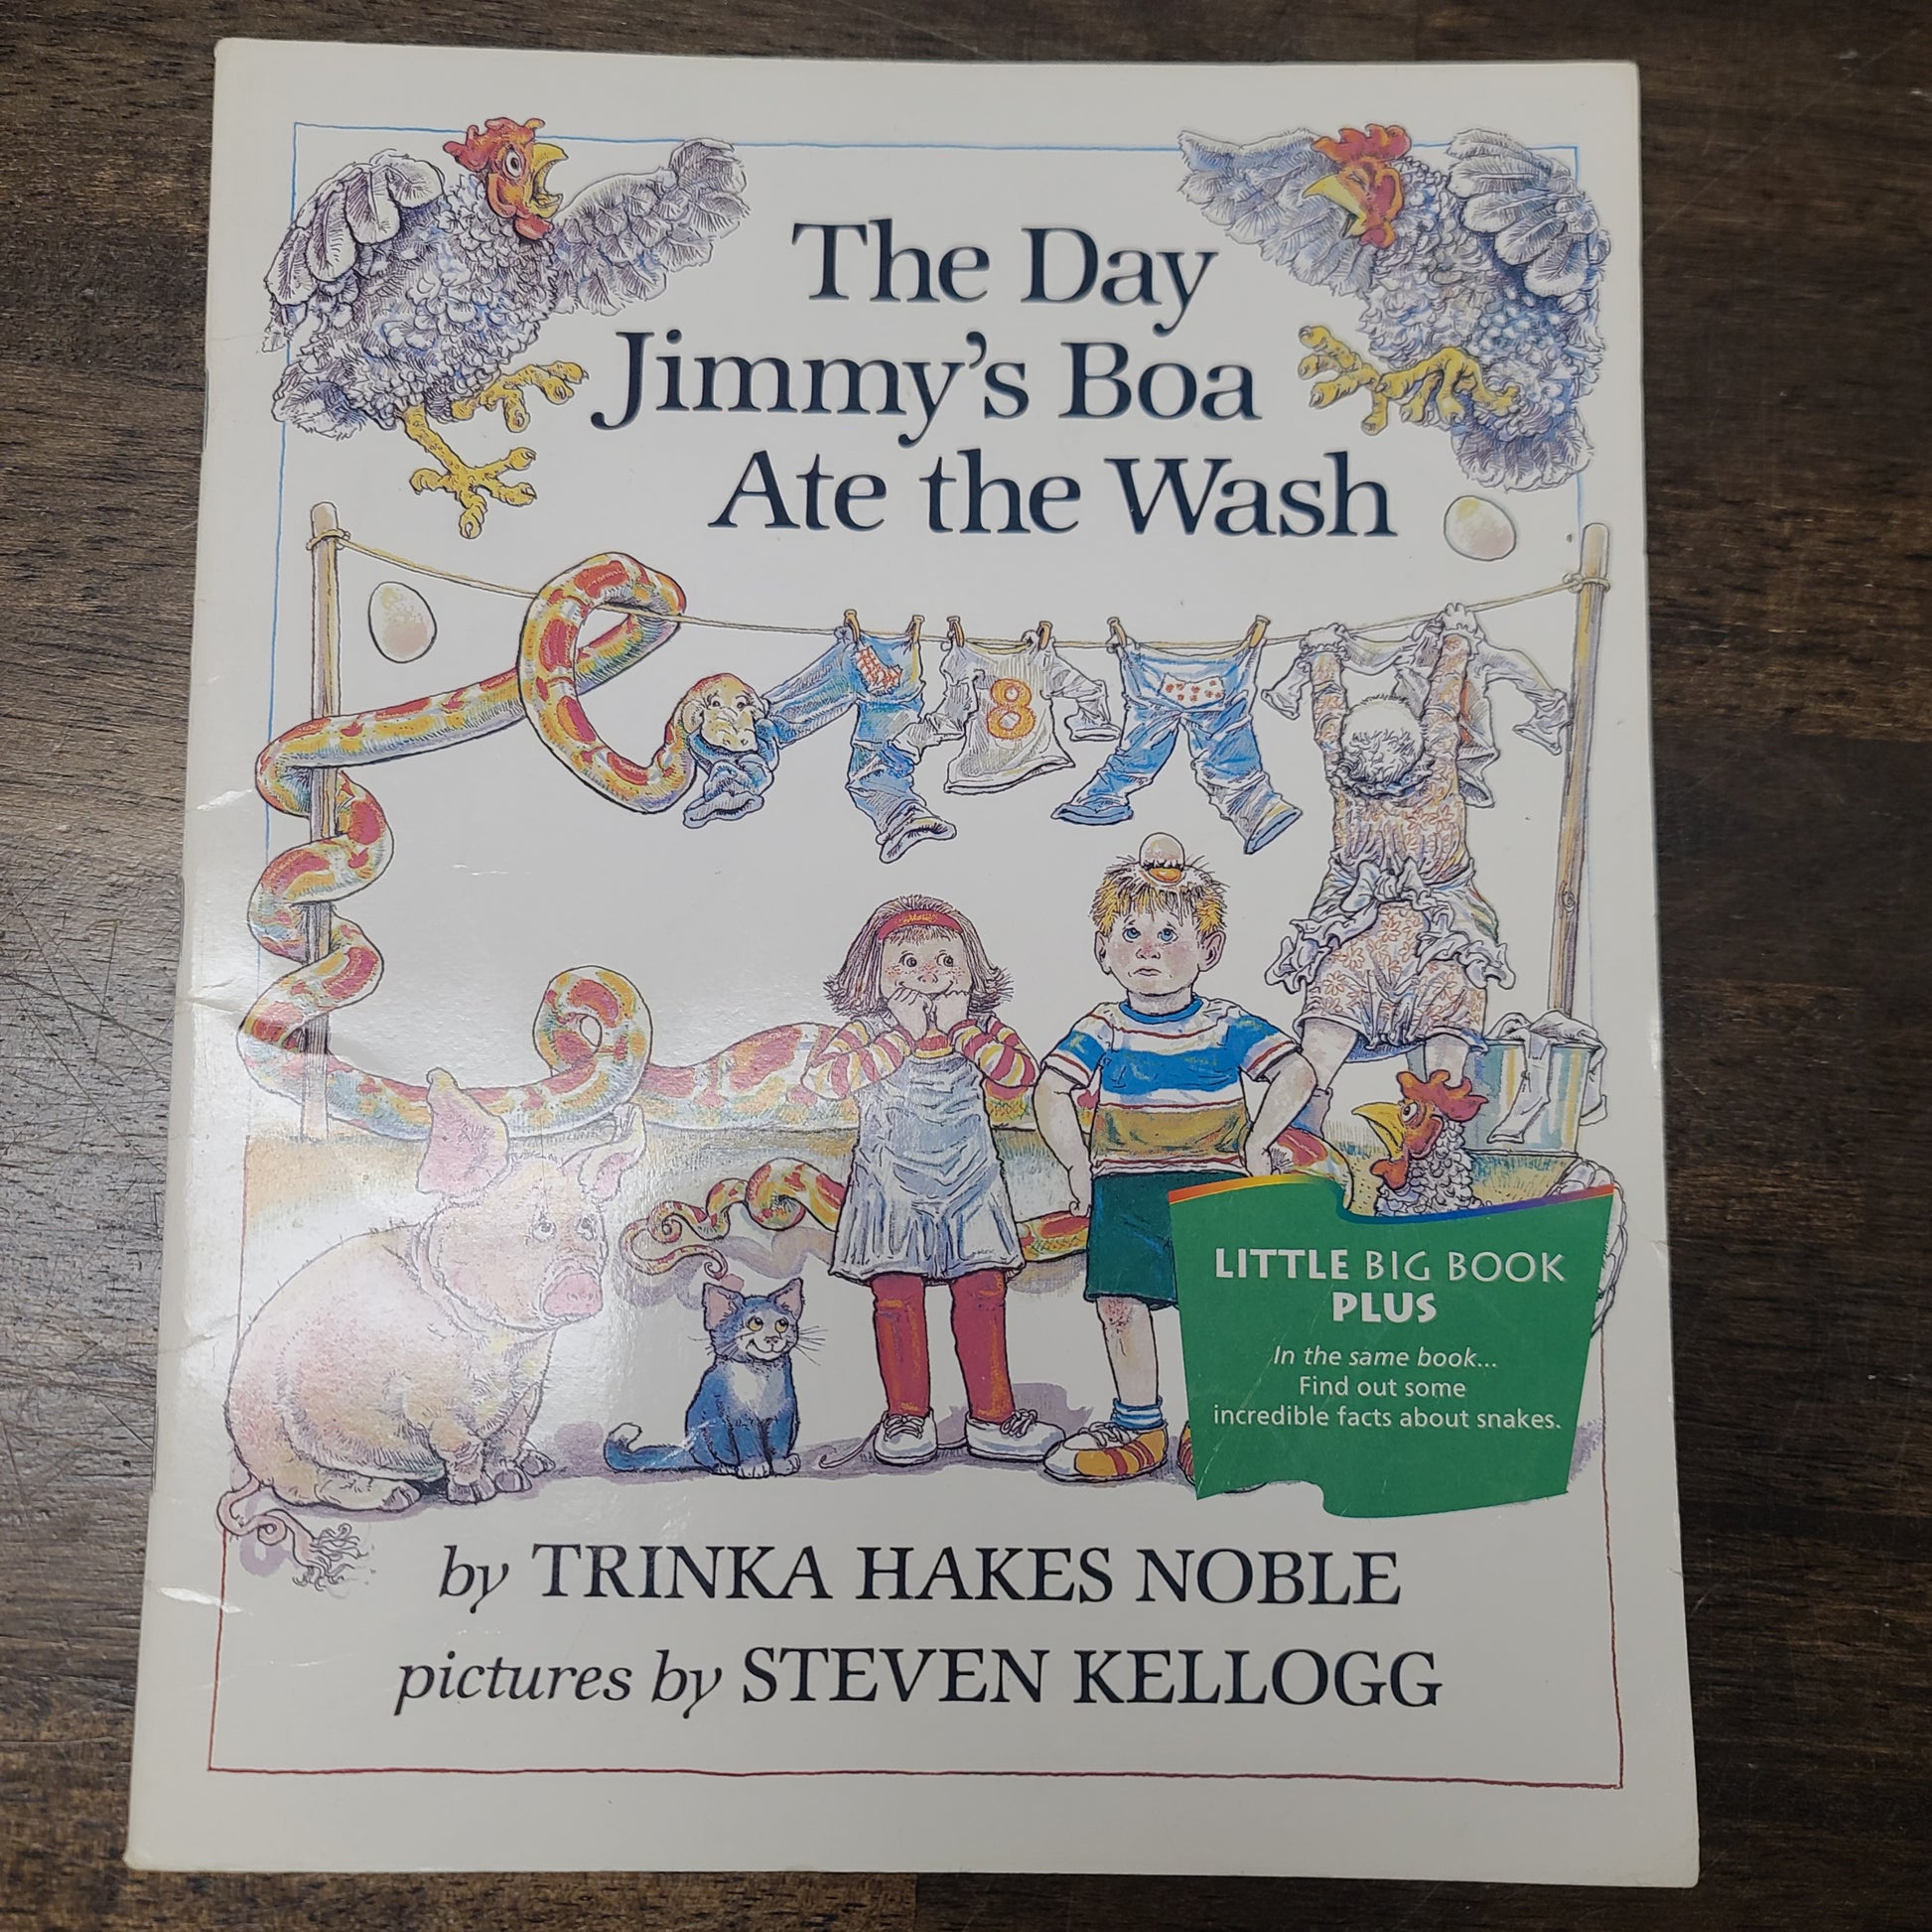 The Day
Jimmy's Boa
Ate the Wash
8
LITTLE BIG BOOK
PLUS
In the same book...
Find out some
incredible facts about snakes.
by TRINKA HAKES NOBLE
pictures by STEVEN KELLOGG